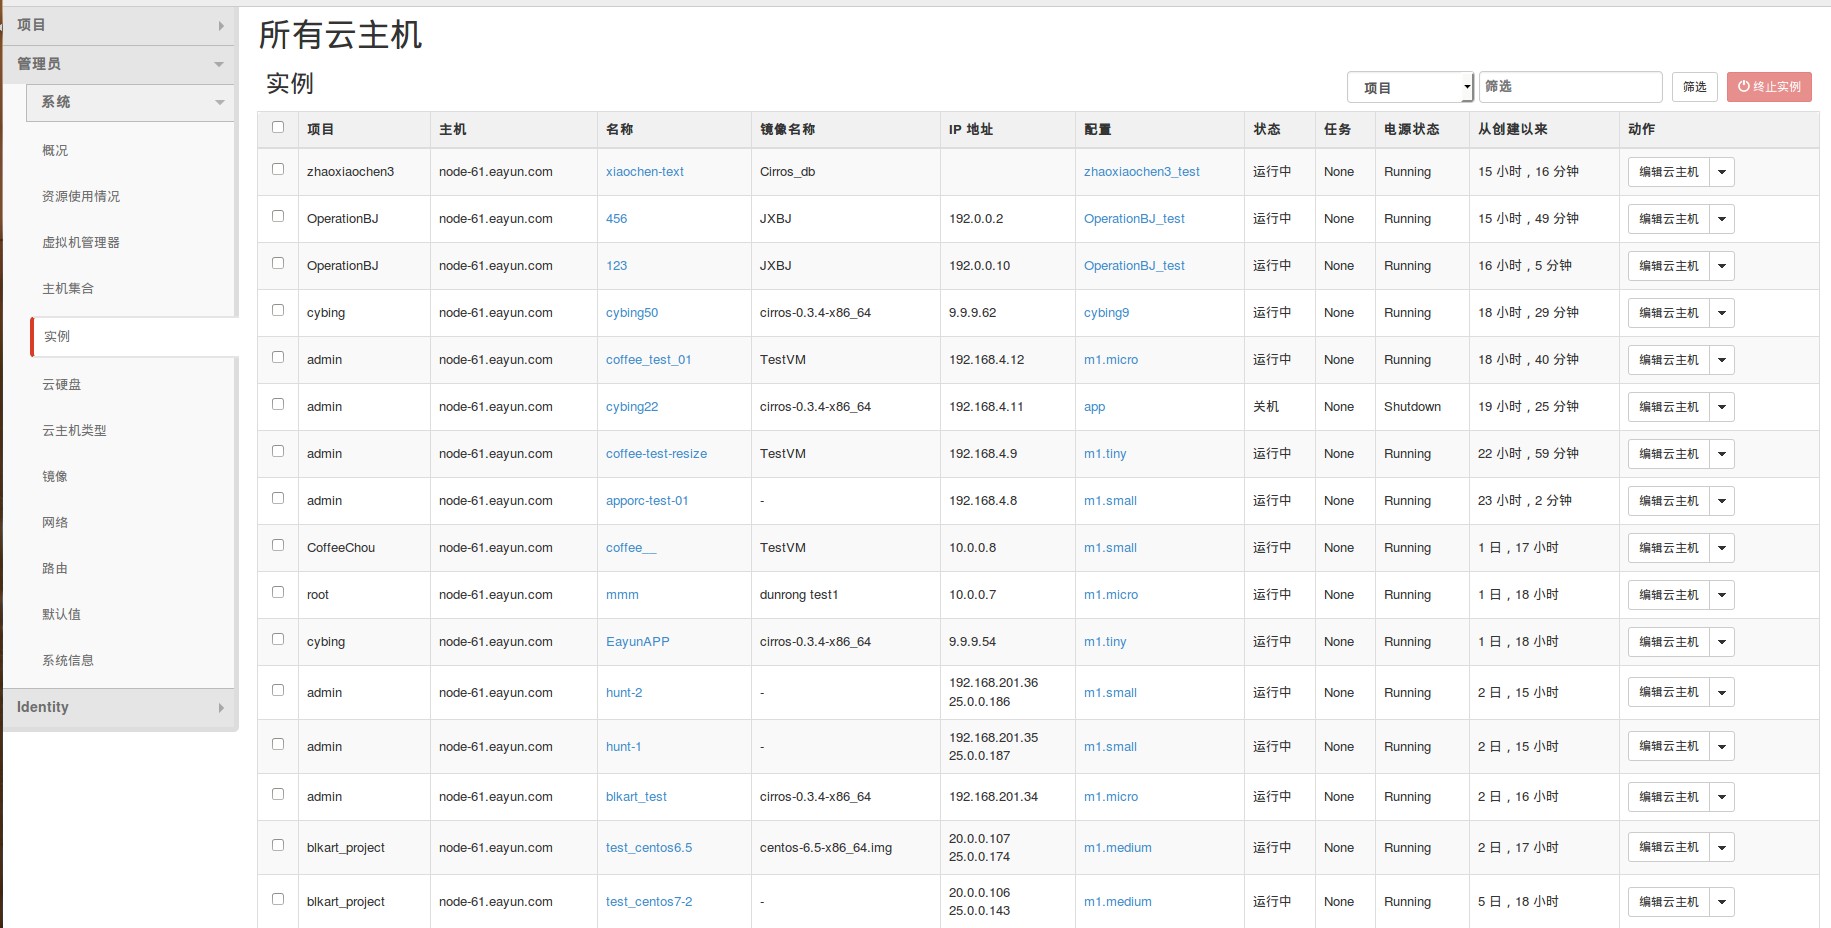 项目
管理员
系统
概况
资源使用情况
虚拟机管理器
主机集合
实例
云硬盘
云主机类型
镜像
网络
路由
默认值
系统信息
Identity
所有云主机
实例
项目 筛选 筛选 终止实例
项目 主机 名称 镜像名称 IP 地址 配置 状态 任务 电源状态 从创建以来 动作
zhaoxiaochen3 node-61.eayun.com xiaochen-text Cirros_db zhaoxiaochen3_test 运行中 None Running 15 小时 , 16 分钟 编辑云主机
OperationBJ node-61.eayun.com 456 JXBJ 192.0.0.2 OperationBJ_test 运行中 None Running 15 小时 , 49 分钟 编辑云主机
OperationBJ node-61.eayun.com 123 JXBJ 192.0.0.10 OperationBJ_test 运行中 None Running 16 小时 , 5 分钟 编辑云主机
cybing node-61.eayun.com cybing50 cirros-0.3.4-x86_64 9.9.9.62 cybing9 运行中 None Running 18 小时 , 29 分钟 编辑云主机
admin node-61.eayun.com coffee_test_01 TestVM 192.168.4.12 m1.micro 运行中 None Running 18 小时 , 40 分钟 编辑云主机
admin node-61.eayun.com cybing22 cirros-0.3.4-x86_64 192.168.4.11 app 关机 None Shutdown 19 小时 , 25 分钟 编辑云主机
admin node-61.eayun.com coffee-test-resize TestVM 192.168.4.9 m1.tiny 运行中 None Running 22 小时 , 59 分钟 编辑云主机
admin node-61.eayun.com apporc-test-01 - 192.168.4.8 m1.small 运行中 None Running 23 小时 , 2 分钟 编辑云主机
CoffeeChou node-61.eayun.com coffee__ TestVM 10.0.0.8 m1.small 运行中 None Running 1 日 , 17 小时 编辑云主机
root node-61.eayun.com mmm dunrong test1 10.0.0.7 m1.micro 运行中 None Running 1 日 , 18 小时 编辑云主机
cybing node-61.eayun.com EayunAPP cirros-0.3.4-x86_64 9.9.9.54 m1.tiny 运行中 None Running 1 日 , 18 小时 编辑云主机
admin node-61.eayun.com hunt-2 - 192.168.201.36 25.0.0.186 m1.small 运行中 None Running 2 日 , 15 小时 编辑云主机
admin node-61.eayun.com hunt-1 - 192.168.201.35 25.0.0.187 m1.small 运行中 None Running 2 日 , 15 小时 编辑云主机
admin node-61.eayun.com blkart_test cirros-0.3.4-x86_64 192.168.201.34 m1.micro 运行中 None Running 2 日 , 16 小时 编辑云主机
blkart_project node-61.eayun.com test_centos6.5 centos-6.5-x86_64.img 20.0.0.107 25.0.0.174 m1.medium 运行中 None Running 2 日 , 17 小时 编辑云主机
blkart_project node-61.eayun.com test_centos7-2 - 20.0.0.106 25.0.0.143 m1.medium 运行中 None Running 5 日 , 18 小时 编辑云主机